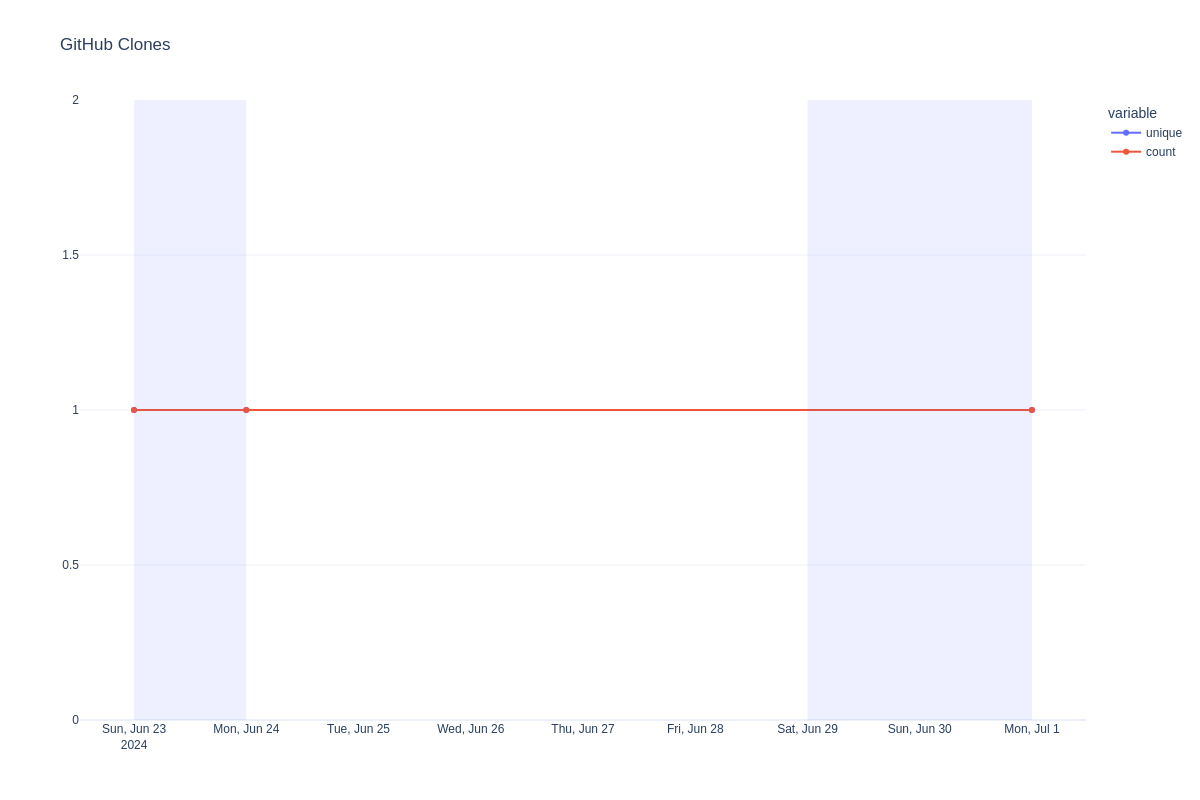 GitHub Clones
variable
unique
count
2
1.5
1
0.5
0
Sun, Jun 23
2024
Mon, Jun 24
Tue, Jun 25
Wed, Jun 26
Thu, Jun 27
Fri, Jun 28
Sat, Jun 29
Sun, Jun 30
Mon, Jul 1